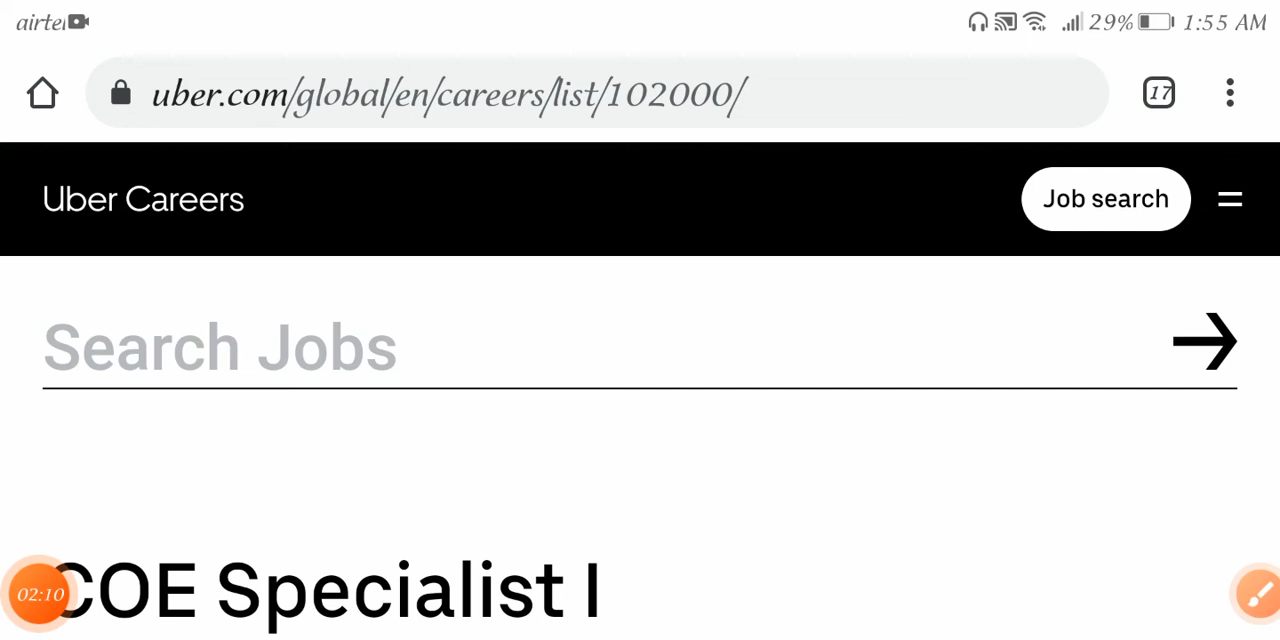 airtel 29% 1:55 AM
uber.com/global/en/careers/list/102000/ 17
Uber Careers Job search
Search Jobs
COE Specialist I
02:10